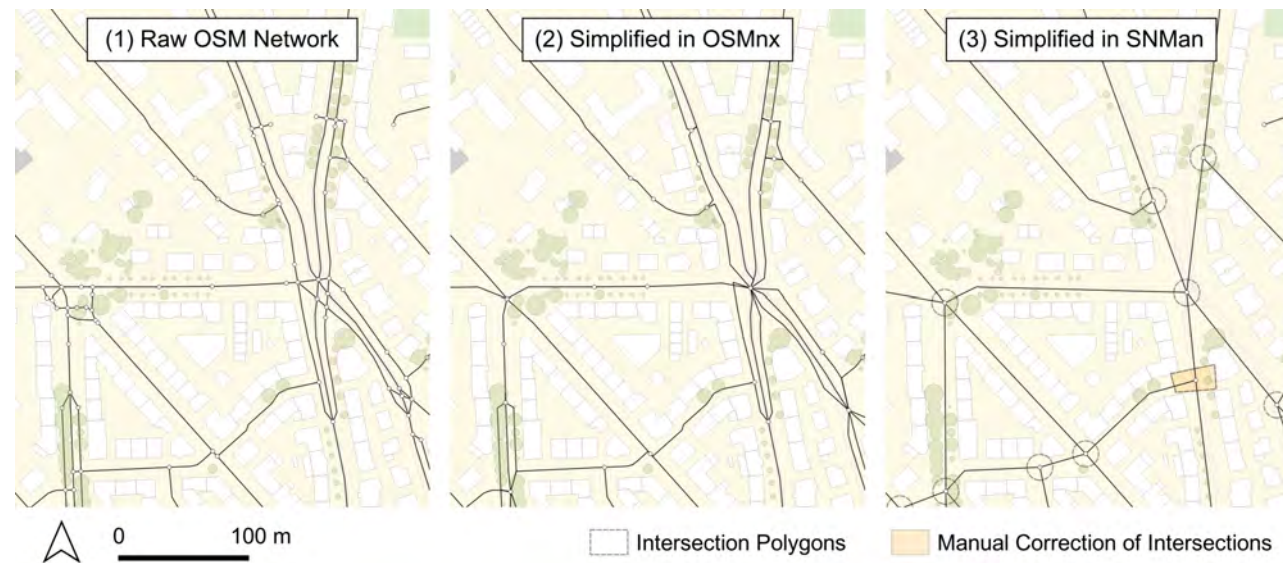 (1) Raw OSM Network
(2) Simplified in OSMnx
(3) Simplified in SNMan
0 100 m
Intersection Polygons
Manual Correction of Intersections